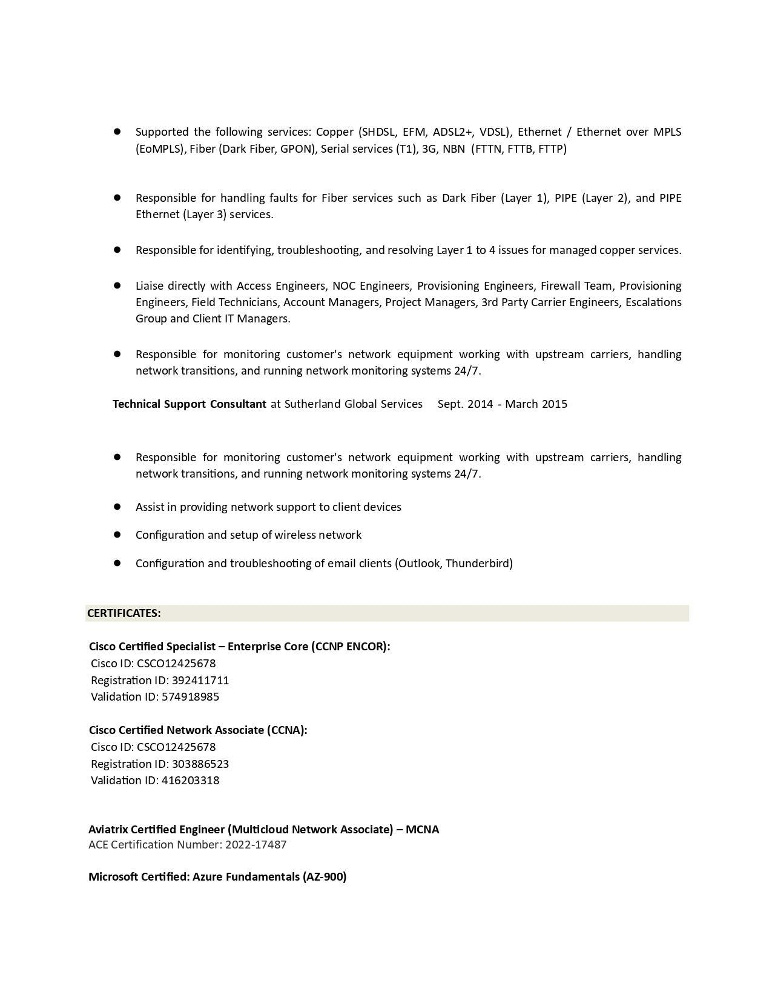 ● Supported the following services: Copper (SHDSL, EFM, ADSL2+, VDSL), Ethernet / Ethernet over MPLS
(EoMPLS), Fiber (Dark Fiber, GPON), Serial services (T1), 3G, NBN (FTTN, FTTB, FTTP)
● Responsible for handling faults for Fiber services such as Dark Fiber (Layer 1), PIPE (Layer 2), and PIPE
Ethernet (Layer 3) services.
● Responsible for identifying, troubleshooting, and resolving Layer 1 to 4 issues for managed copper services.
● Liaise directly with Access Engineers, NOC Engineers, Provisioning Engineers, Firewall Team, Provisioning
Engineers, Field Technicians, Account Managers, Project Managers, 3rd Party Carrier Engineers, Escalations
Group and Client IT Managers.
● Responsible for monitoring customer's network equipment working with upstream carriers, handling
network transitions, and running network monitoring systems 24/7.
Technical Support Consultant at Sutherland Global Services Sept. 2014 - March 2015
● Responsible for monitoring customer's network equipment working with upstream carriers, handling
network transitions, and running network monitoring systems 24/7.
● Assist in providing network support to client devices
● Configuration and setup of wireless network
● Configuration and troubleshooting of email clients (Outlook, Thunderbird)
CERTIFICATES:
Cisco Certified Specialist – Enterprise Core (CCNP ENCOR):
Cisco ID: CSCO12425678
Registration ID: 392411711
Validation ID: 574918985
Cisco Certified Network Associate (CCNA):
Cisco ID: CSCO12425678
Registration ID: 303886523
Validation ID: 416203318
Aviatrix Certified Engineer (Multicloud Network Associate) – MCNA
ACE Certification Number: 2022-17487
Microsoft Certified: Azure Fundamentals (AZ-900)